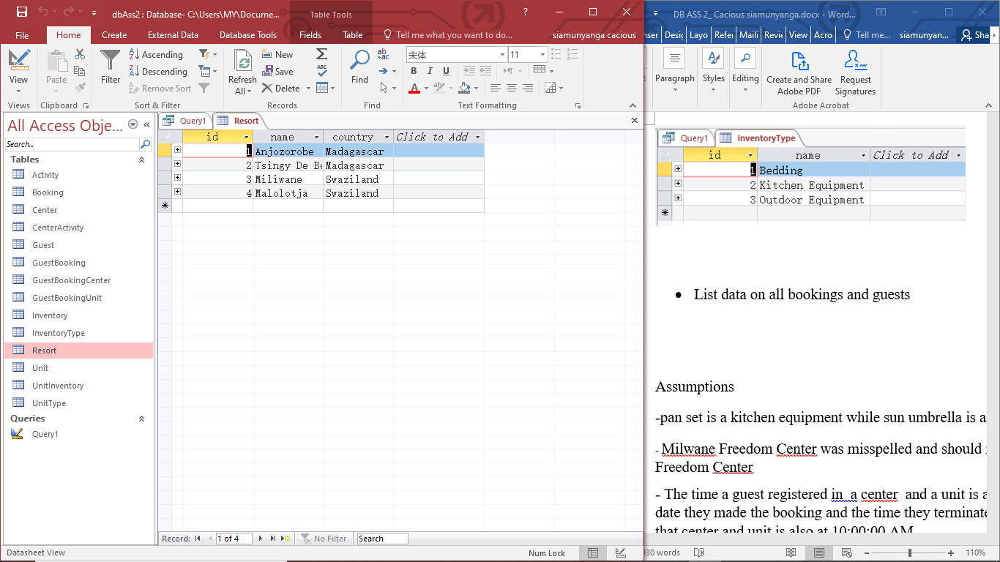 dbAss2 : Database- C:\Users\MY\Docume...
Table Tools
?
File
Home
Create
External Data
Database Tools
Fields
Table
Tell me what you want to do...
siamunyanga cacious
View
Paste
Filter
Ascending
Descending
Remove Sort
Refresh
All
New
Save
Delete
Find
宋体
11
B I U
A
Views
Clipboard
Sort & Filter
Records
Find
Text Formatting
All Access Obje...
Search...
Tables
Activity
Booking
Center
CenterActivity
Guest
GuestBooking
GuestBookingCenter
GuestBookingUnit
Inventory
InventoryType
Resort
Unit
UnitInventory
UnitType
Queries
Query1
Query1
Resort
id name country Click to Add
1 Anjozorobe Madagascar
2 Tsingy De Be Madagascar
3 Miliwane Swaziland
4 Malolotja Swaziland
Record: 1 of 4 No Filter Search
Datasheet View
Num Lock
DB ASS 2_ Cacious siamunyanga.docx - Word...
nser
Desig
Layo
Refer
Maili
Revie
View
Acro
Tell me...
siamunyan...
Sha
Paragraph
Styles
Editing
Create and Share
Adobe PDF
Request
Signatures
Adobe Acrobat
Query1
InventoryType
id name Click to Add
1 Bedding
2 Kitchen Equipment
3 Outdoor Equipment
• List data on all bookings and guests
Assumptions
-pan set is a kitchen equipment while sun umbrella is a
- Milwane Freedom Center was misspelled and should
Freedom Center
- The time a guest registered in a center and a unit is a
date they made the booking and the time they terminate
that center and unit is also at 10:00:00 AM
30 words
110%